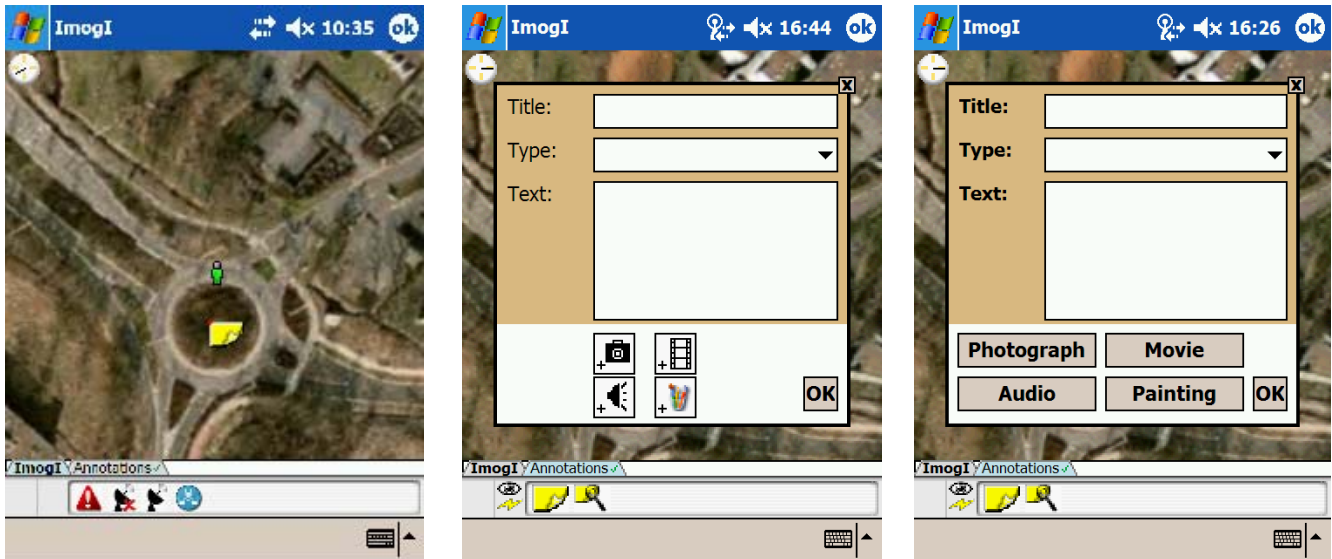 ImogI 10:35 ok
ImogI Annotations
ImogI 16:44 ok
X
Title:
Type:
Text:
OK
ImogI Annotations
ImogI 16:26 ok
X
Title:
Type:
Text:
Photograph Movie
Audio Painting OK
ImogI Annotations